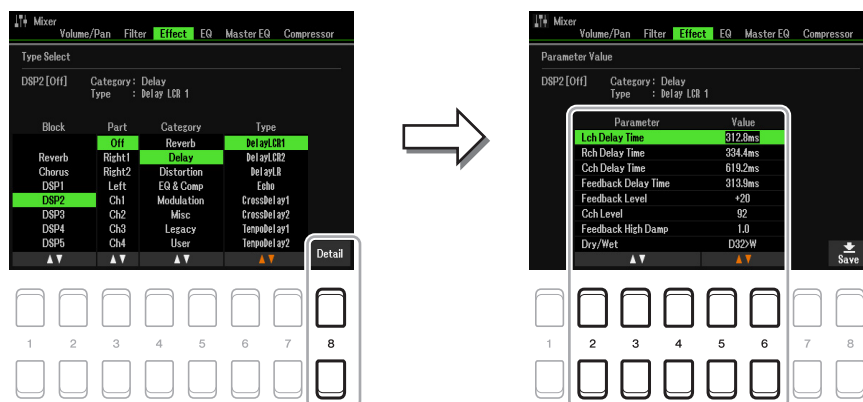 Mixer
Volume/Pan Filter Effect EQ Master EQ Compressor
Type Select
DSP2 [Off] Category : Delay
Type : Delay LCR 1
Block Part Category Type
Off Reverb DelayLCR1
Reverb Right1 Delay DelayLCR2
Chorus Right2 Distortion DelayLR
DSP1 Left EQ & Comp Echo
DSP2 Ch1 Modulation CrossDelay1
DSP3 Ch2 Misc CrossDelay2
DSP4 Ch3 Legacy TempoDelay1
DSP5 Ch4 User TempoDelay2
Detail
1 2 3 4 5 6 7 8
Mixer
Volume/Pan Filter Effect EQ Master EQ Compressor
Parameter Value
DSP2 [Off] Category : Delay
Type : Delay LCR 1
Parameter Value
Lch Delay Time 312.8ms
Rch Delay Time 334.4ms
Cch Delay Time 619.2ms
Feedback Delay Time 313.9ms
Feedback Level +20
Cch Level 92
Feedback High Damp 1.0
Dry/Wet D32>W
Save
1 2 3 4 5 6 7 8